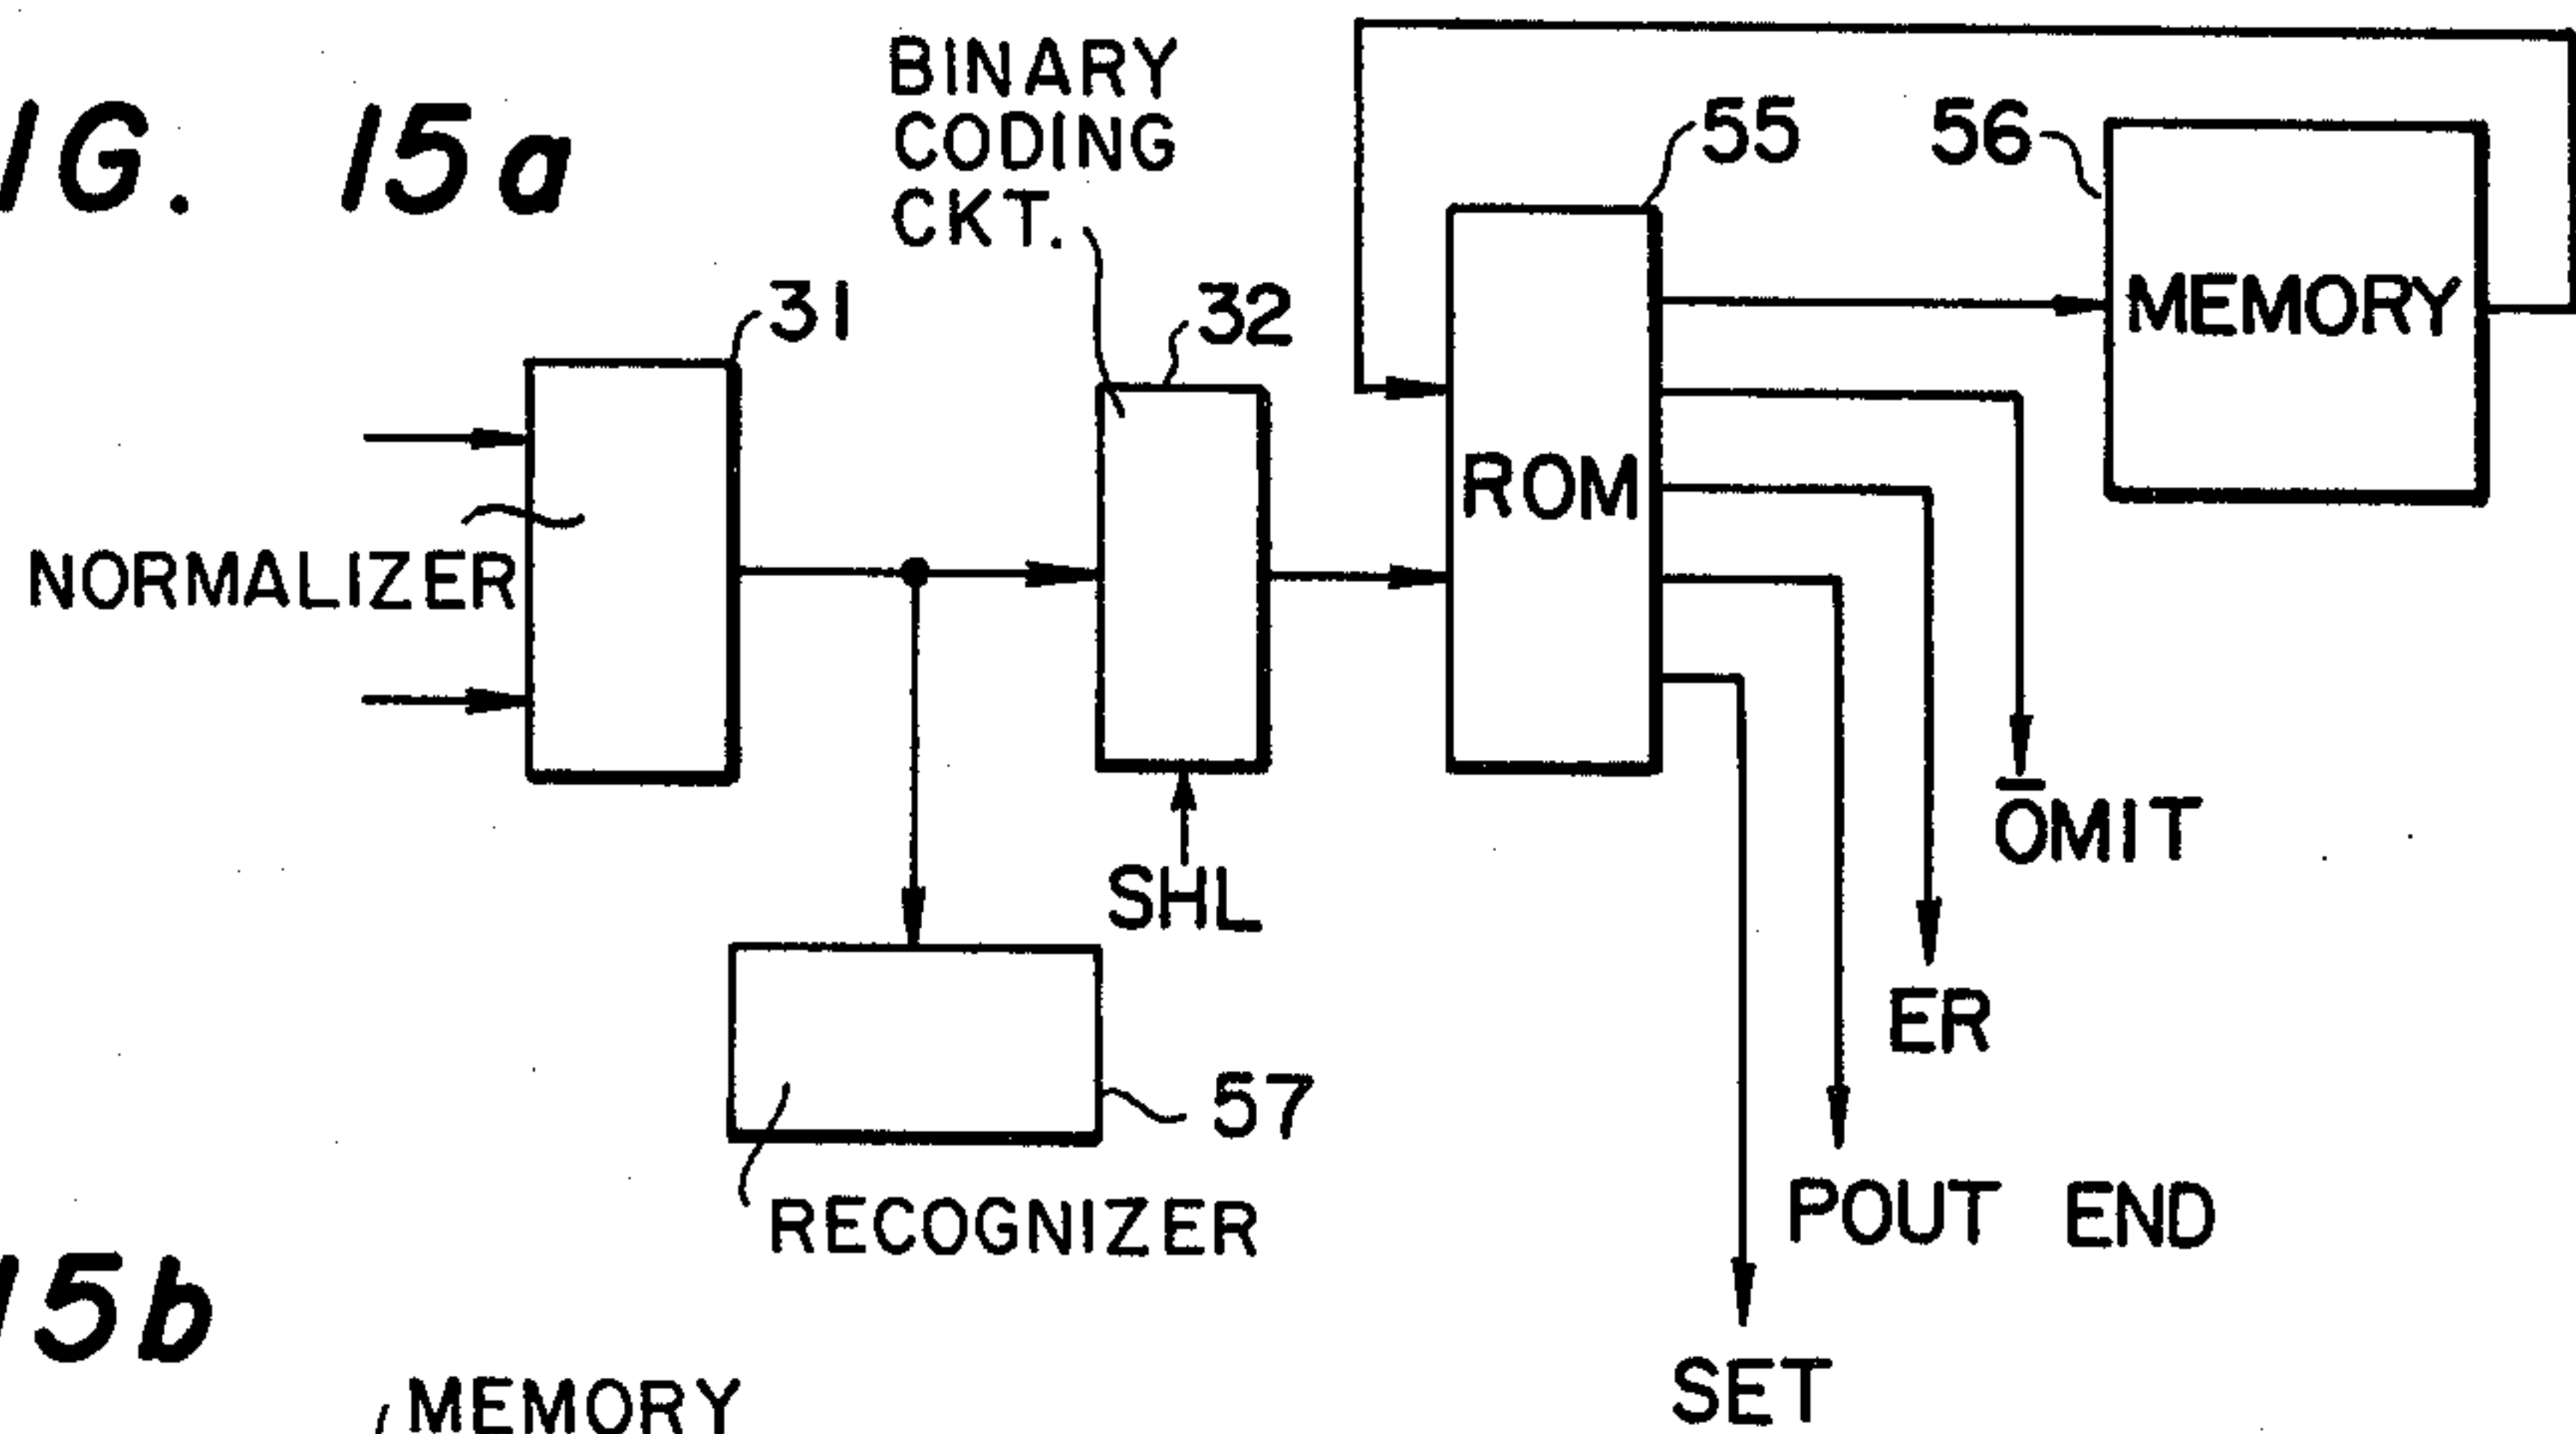 IG. 15a
BINARY
CODING
CKT.
55
56
31
32
MEMORY
ROM
NORMALIZER
O̅MIT
SHL
ER
57
POUT END
RECOGNIZER
15b
SET
MEMORY